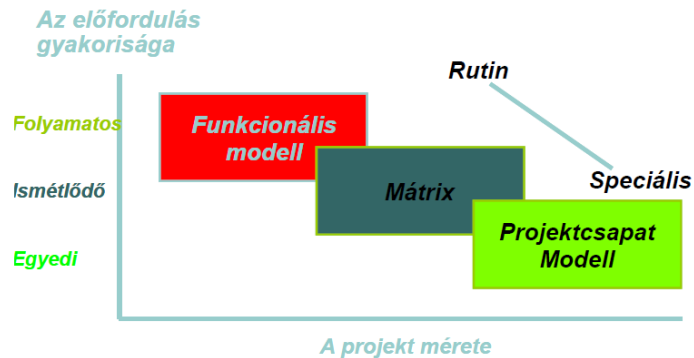 Az előfordulás
gyakorisága
Rutin
Folyamatos
Funkcionális
modell
Ismétlődő
Mátrix
Speciális
Projektcsapat
Modell
Egyedi
A projekt mérete